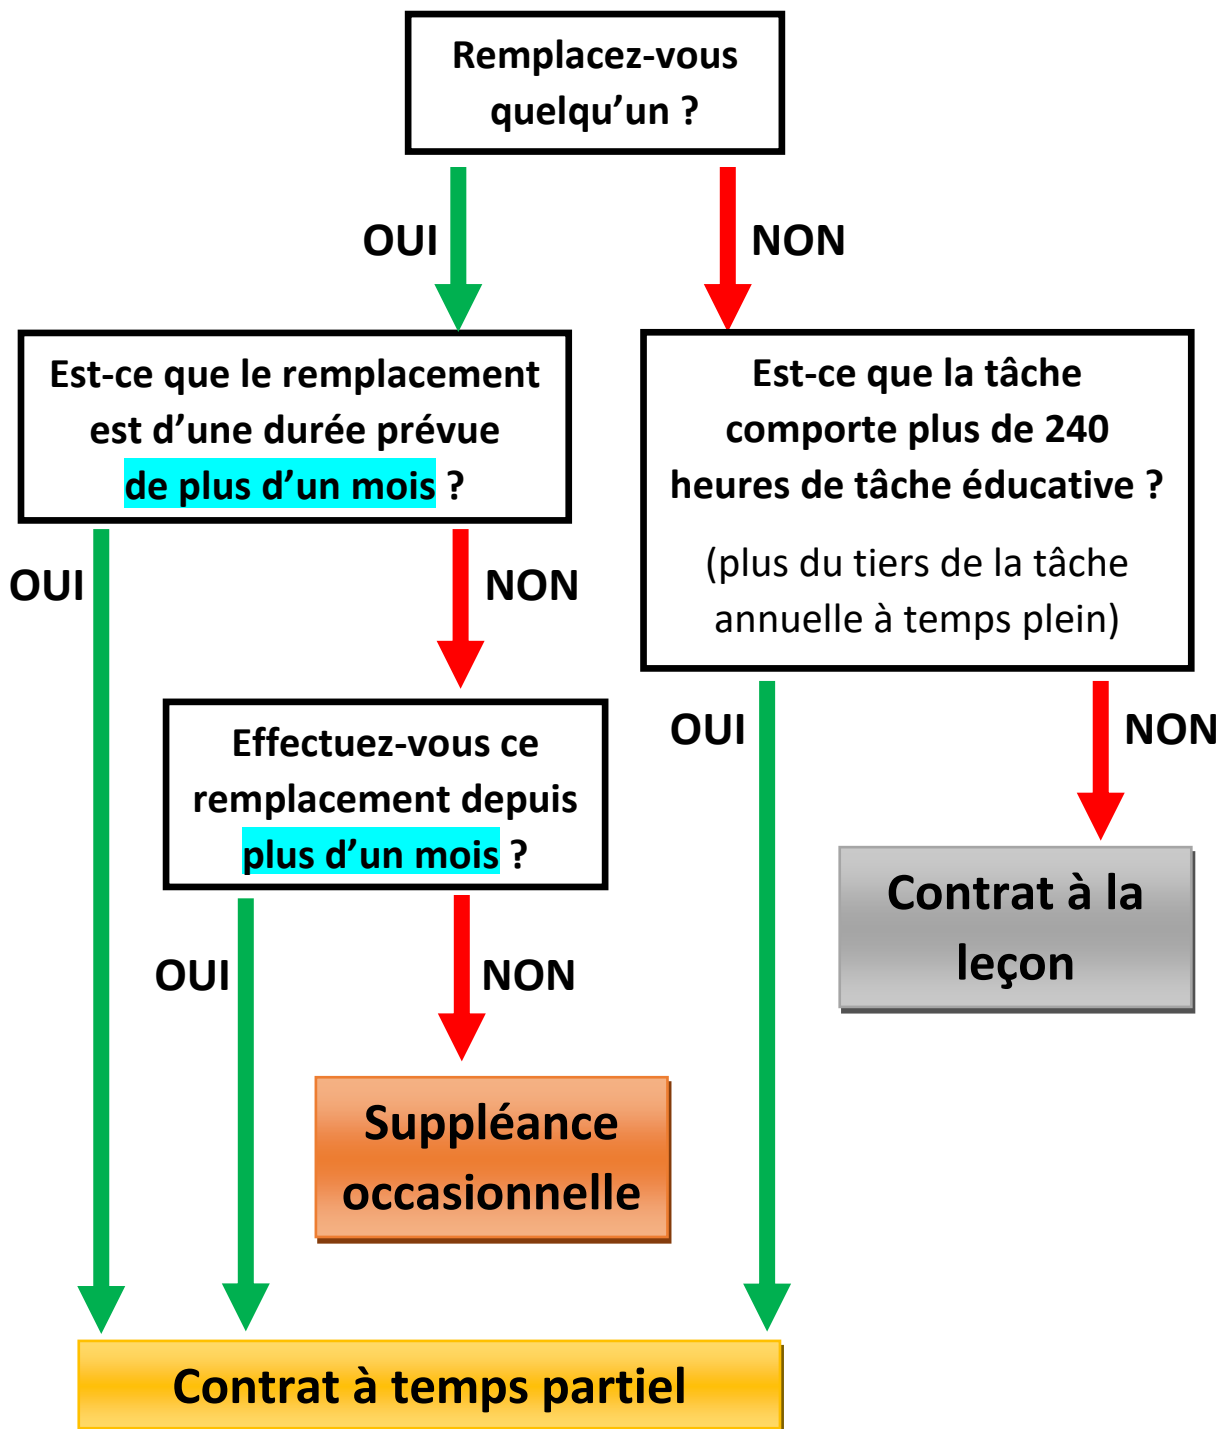 Remplacez-vous
quelqu’un ?
OUI
NON
Est-ce que le remplacement
est d’une durée prévue
de plus d’un mois ?
Est-ce que la tâche
comporte plus de 240
heures de tâche éducative ?
(plus du tiers de la tâche
annuelle à temps plein)
OUI
NON
OUI
NON
Effectuez-vous ce
remplacement depuis
plus d’un mois ?
Contrat à la
leçon
OUI
NON
Suppléance
occasionnelle
Contrat à temps partiel